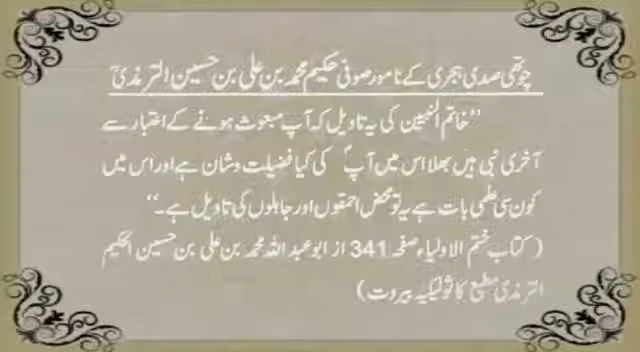 چوتھی صدی ہجری کے نامور صوفی حکیم محمد بن علی بن حسین الترمذیؒ
”خاتم النبیین کی یہ تاویل کہ آپ مبعوث ہونے کے اعتبار سے
آخری نبی ہیں بھلا اس میں آپؐ کی کیا فضیلت و شان ہے اور اس میں
کون سی علمی بات ہے یہ تو محض احمقوں اور جاہلوں کی تاویل ہے۔“
(کتاب ختم الاولیاء صفحہ 341 از ابو عبداللہ محمد بن علی بن حسین الحکیم
الترمذی مطبع کاثولیکیہ بیروت)